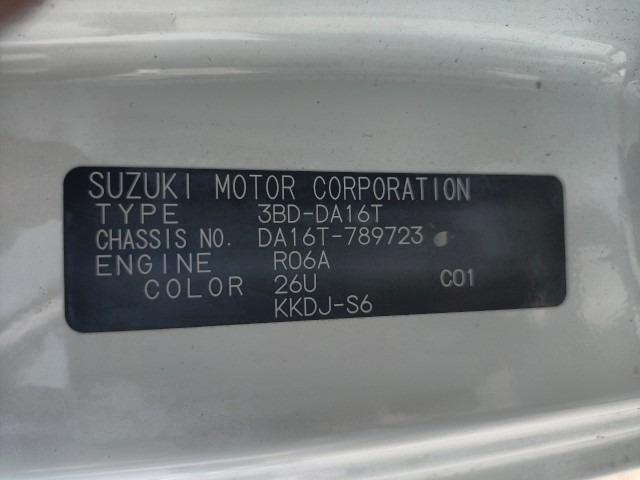 SUZUKI MOTOR CORPORATION
TYPE 3BD-DA16T
CHASSIS NO. DA16T-789723
ENGINE R06A
COLOR 26U C01
KKDJ-S6